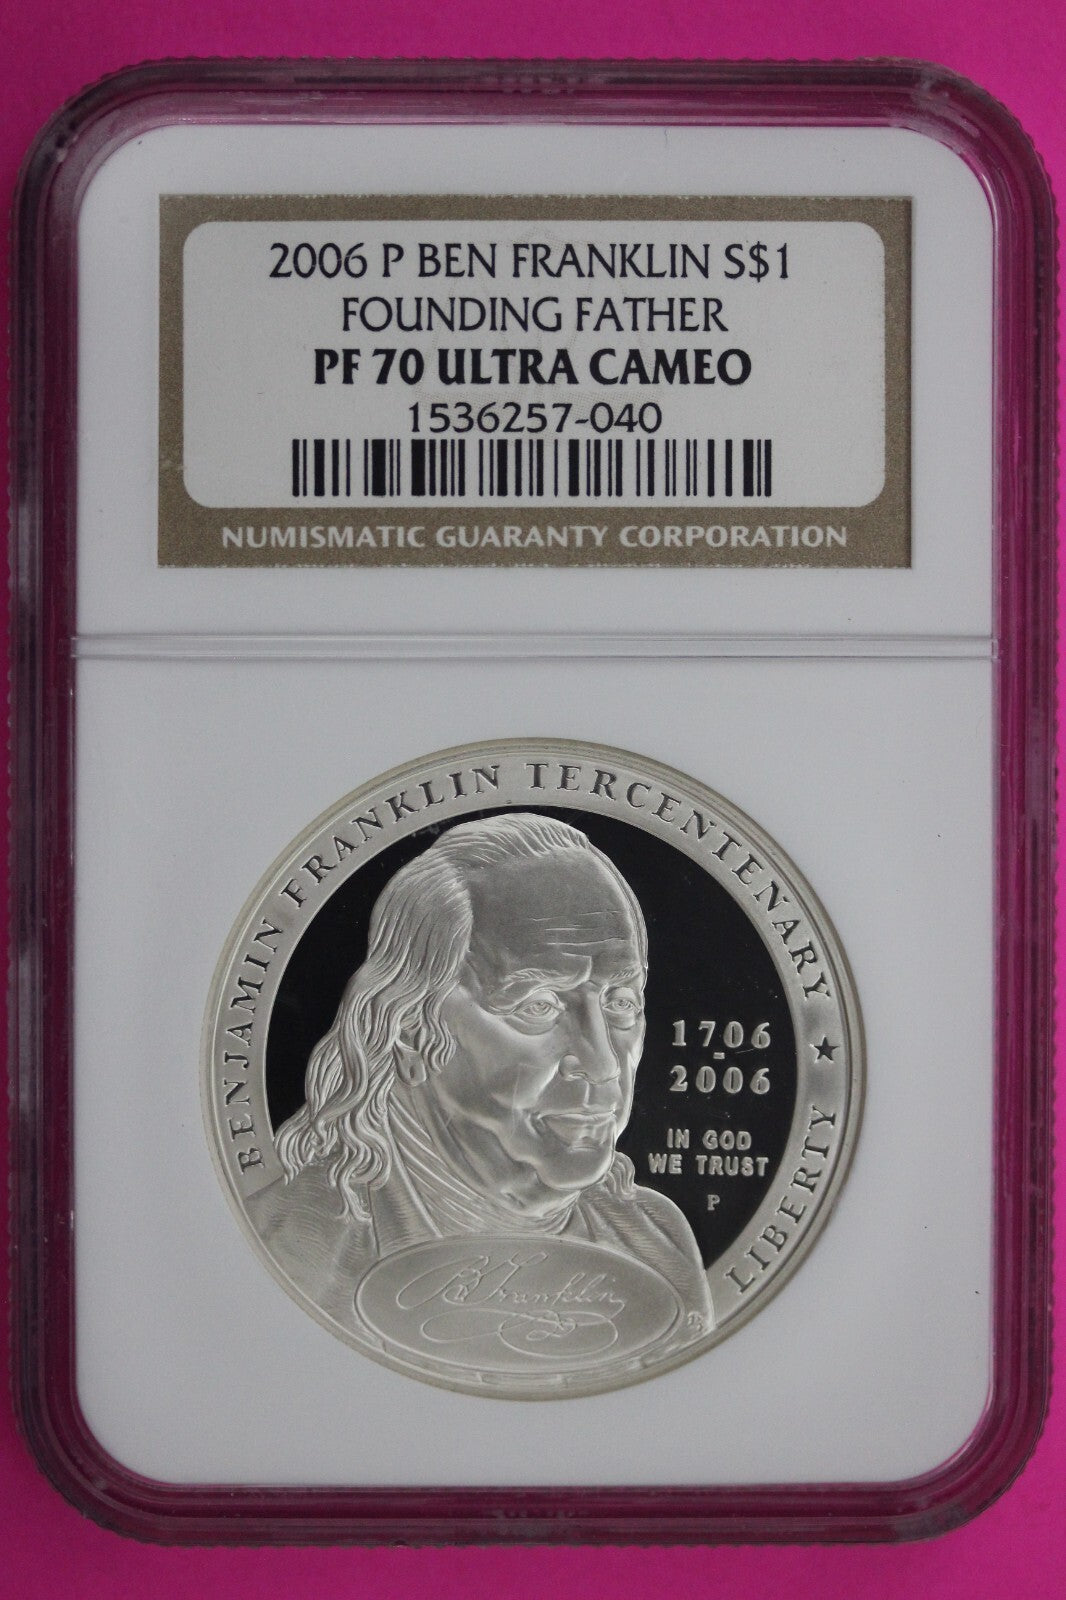 2006 P BEN FRANKLIN S$1
FOUNDING FATHER
PF 70 ULTRA CAMEO
1536257-040
NUMISMATIC GUARANTY CORPORATION
BENJAMIN FRANKLIN TERCENTENARY ★ LIBERTY
1706
-
2006
IN GOD
WE TRUST
P
B Franklin